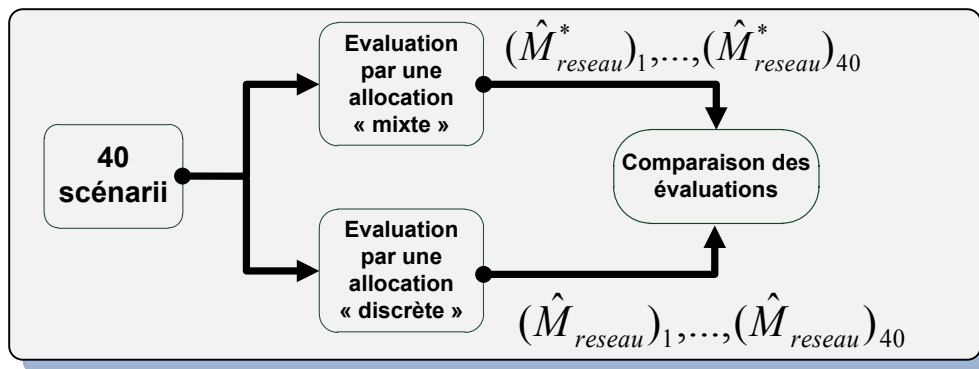 40
scénarii
Evaluation
par une
allocation
« mixte »
(M̂*reseau)1,...,(M̂*reseau)40
Comparaison des
évaluations
Evaluation
par une
allocation
« discrète »
(M̂reseau)1,...,(M̂reseau)40